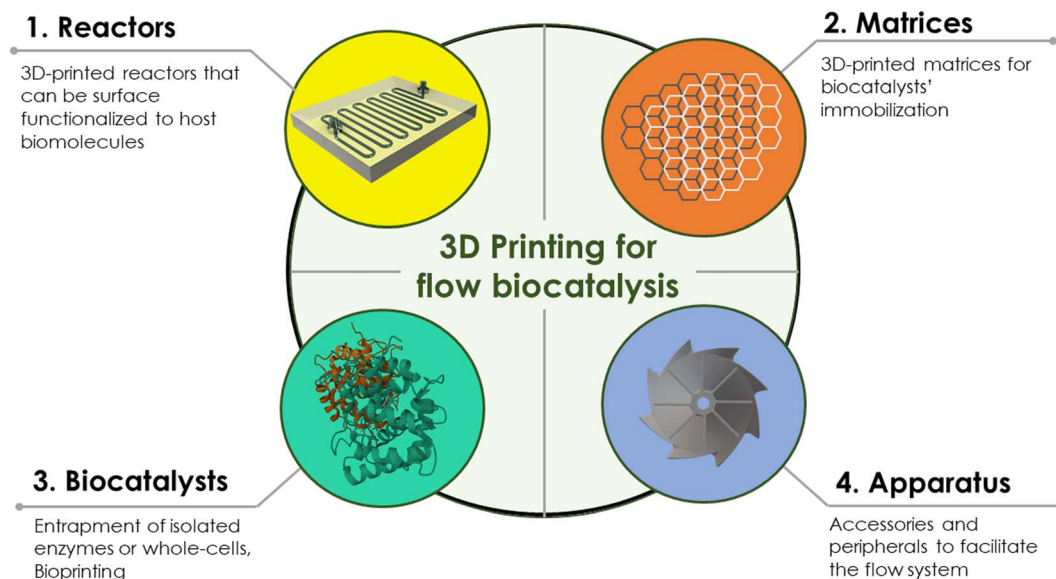 1. Reactors
3D-printed reactors that
can be surface
functionalized to host
biomolecules
2. Matrices
3D-printed matrices for
biocatalysts'
immobilization
3D Printing for
flow biocatalysis
3. Biocatalysts
Entrapment of isolated
enzymes or whole-cells,
Bioprinting
4. Apparatus
Accessories and
peripherals to facilitate
the flow system